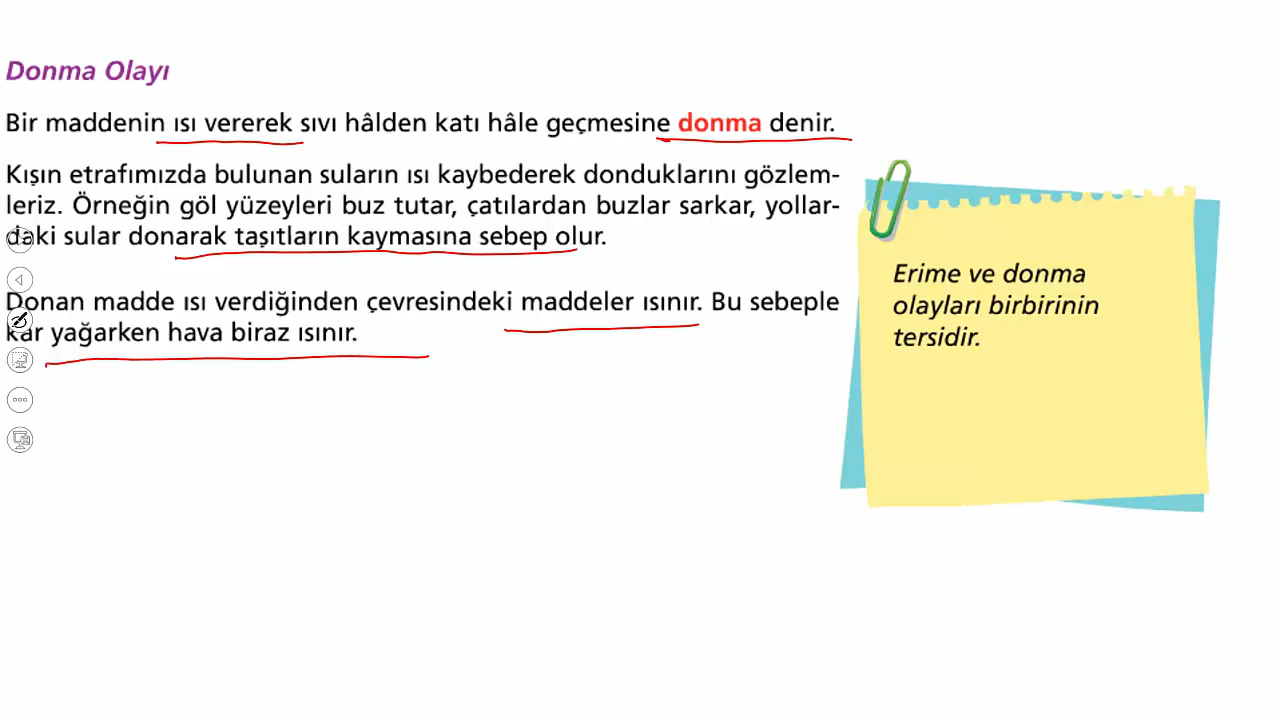 Donma Olayı
Bir maddenin ısı vererek sıvı hâlden katı hâle geçmesine donma denir.
Kışın etrafımızda bulunan suların ısı kaybederek donduklarını gözlem-
leriz. Örneğin göl yüzeyleri buz tutar, çatılardan buzlar sarkar, yollar-
daki sular donarak taşıtların kaymasına sebep olur.
Donan madde ısı verdiğinden çevresindeki maddeler ısınır. Bu sebeple
kar yağarken hava biraz ısınır.
Erime ve donma
olayları birbirinin
tersidir.